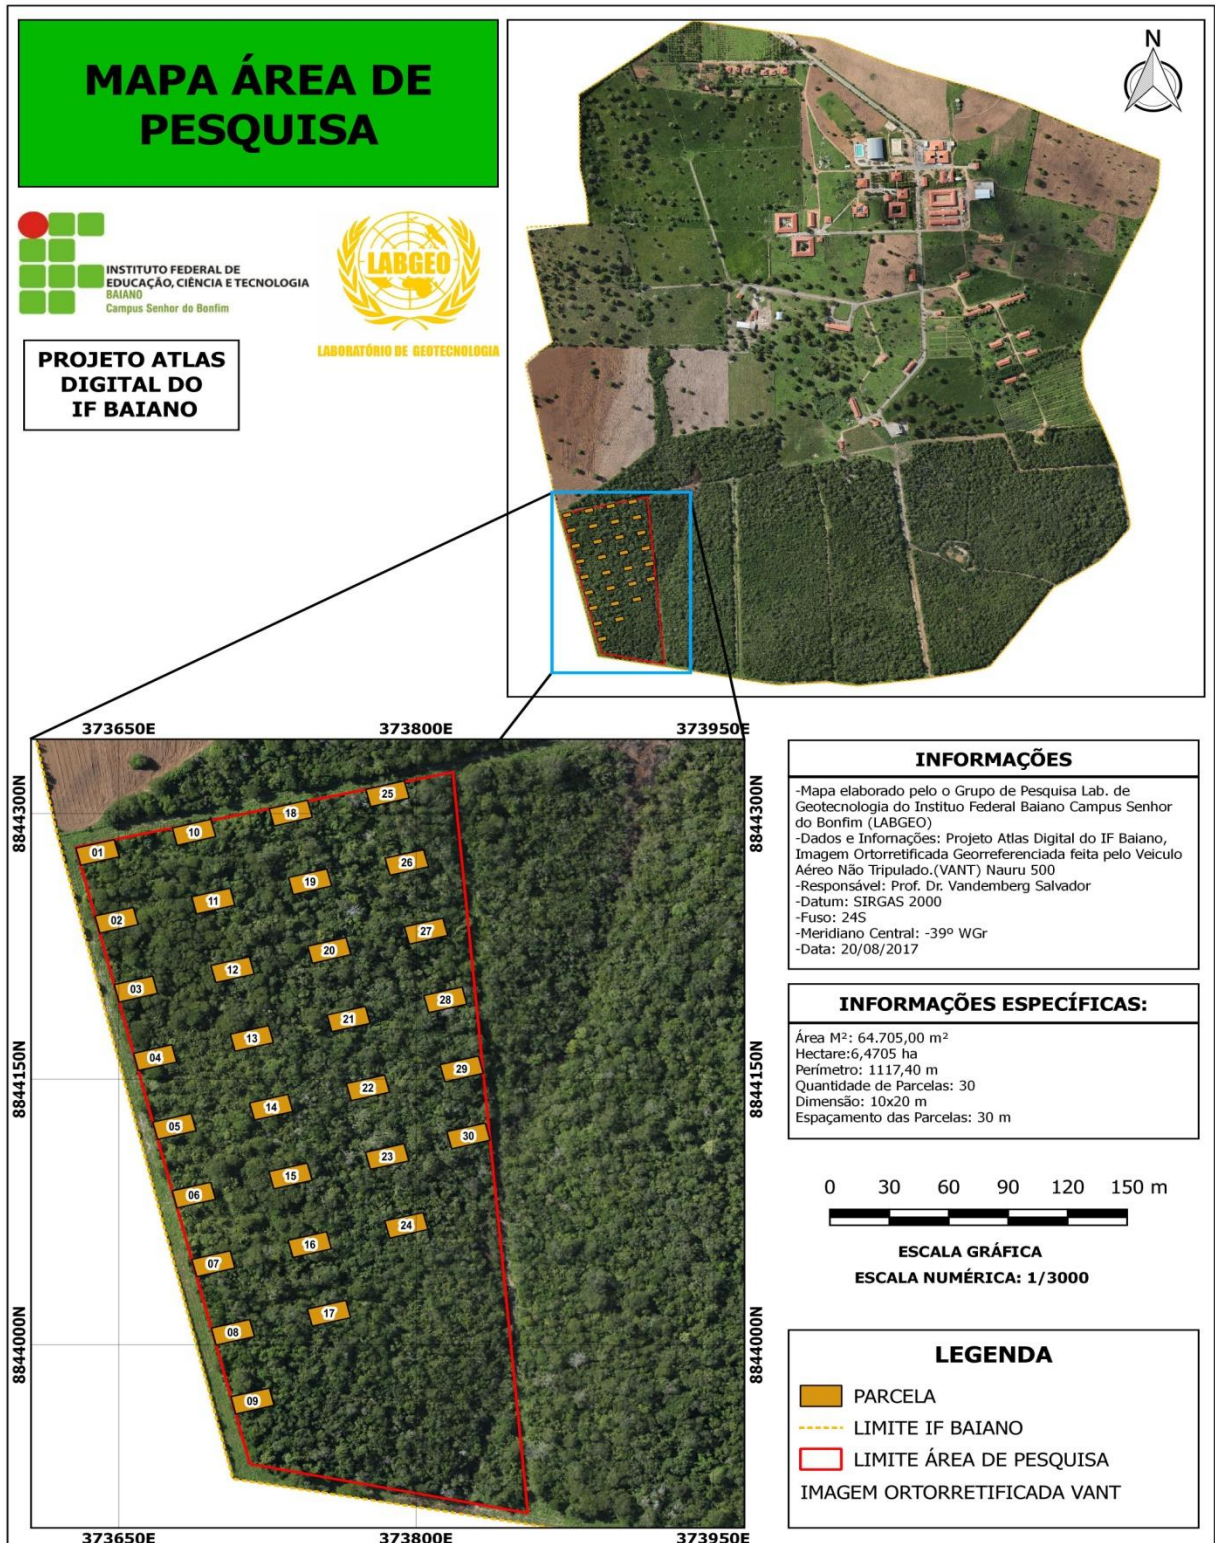 MAPA ÁREA DE
PESQUISA
N
INSTITUTO FEDERAL DE
EDUCAÇÃO, CIÊNCIA E TECNOLOGIA
BAIANO
Campus Senhor do Bonfim
LABGEO
LABORATÓRIO DE GEOTECNOLOGIA
PROJETO ATLAS
DIGITAL DO
IF BAIANO
373650E
373800E
373950E
8844300N
8844150N
8844000N
25
18
10
01
26
19
11
02
27
20
12
03
28
21
13
04
29
22
14
05
30
23
15
06
24
16
07
17
08
09
8844300N
8844150N
8844000N
373650E
373800E
373950E
INFORMAÇÕES
-Mapa elaborado pelo o Grupo de Pesquisa Lab. de
Geotecnologia do Instituo Federal Baiano Campus Senhor
do Bonfim (LABGEO)
-Dados e Infornações: Projeto Atlas Digital do IF Baiano,
Imagem Ortorretificada Georreferenciada feita pelo Veiculo
Aéreo Não Tripulado.(VANT) Nauru 500
-Responsável: Prof. Dr. Vandemberg Salvador
-Datum: SIRGAS 2000
-Fuso: 24S
-Meridiano Central: -39º WGr
-Data: 20/08/2017
INFORMAÇÕES ESPECÍFICAS:
Área M²: 64.705,00 m²
Hectare:6,4705 ha
Perímetro: 1117,40 m
Quantidade de Parcelas: 30
Dimensão: 10x20 m
Espaçamento das Parcelas: 30 m
0 30 60 90 120 150 m
ESCALA GRÁFICA
ESCALA NUMÉRICA: 1/3000
LEGENDA
PARCELA
LIMITE IF BAIANO
LIMITE ÁREA DE PESQUISA
IMAGEM ORTORRETIFICADA VANT